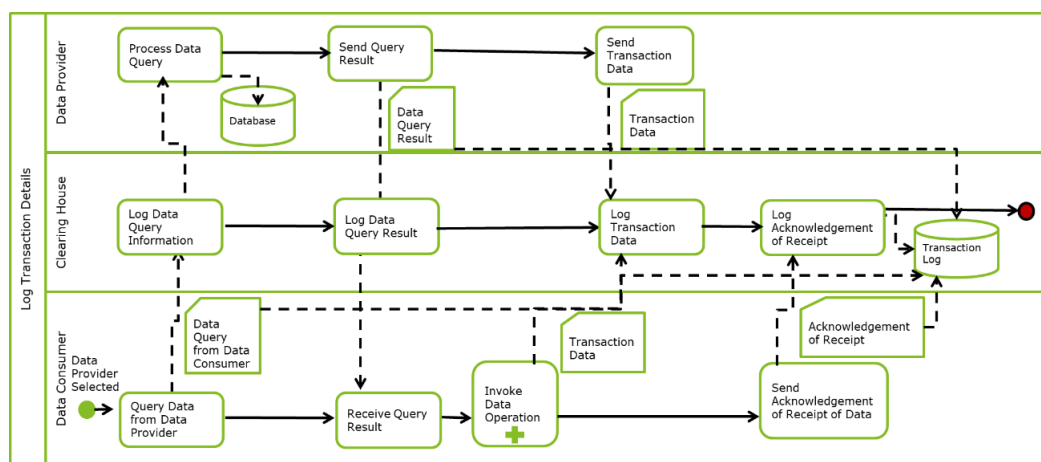 Log Transaction Details
Data Provider
Process Data
Query
Send Query
Result
Send
Transaction
Data
Database
Data
Query
Result
Transaction
Data
Clearing House
Log Data
Query
Information
Log Data
Query Result
Log
Transaction
Data
Log
Acknowledgement
of Receipt
Transaction
Log
Data Consumer
Data
Provider
Selected
Data
Query
from Data
Consumer
Transaction
Data
Acknowledgement
of Receipt
Query Data
from Data
Provider
Receive Query
Result
Invoke
Data
Operation
Send
Acknowledgement
of Receipt of Data